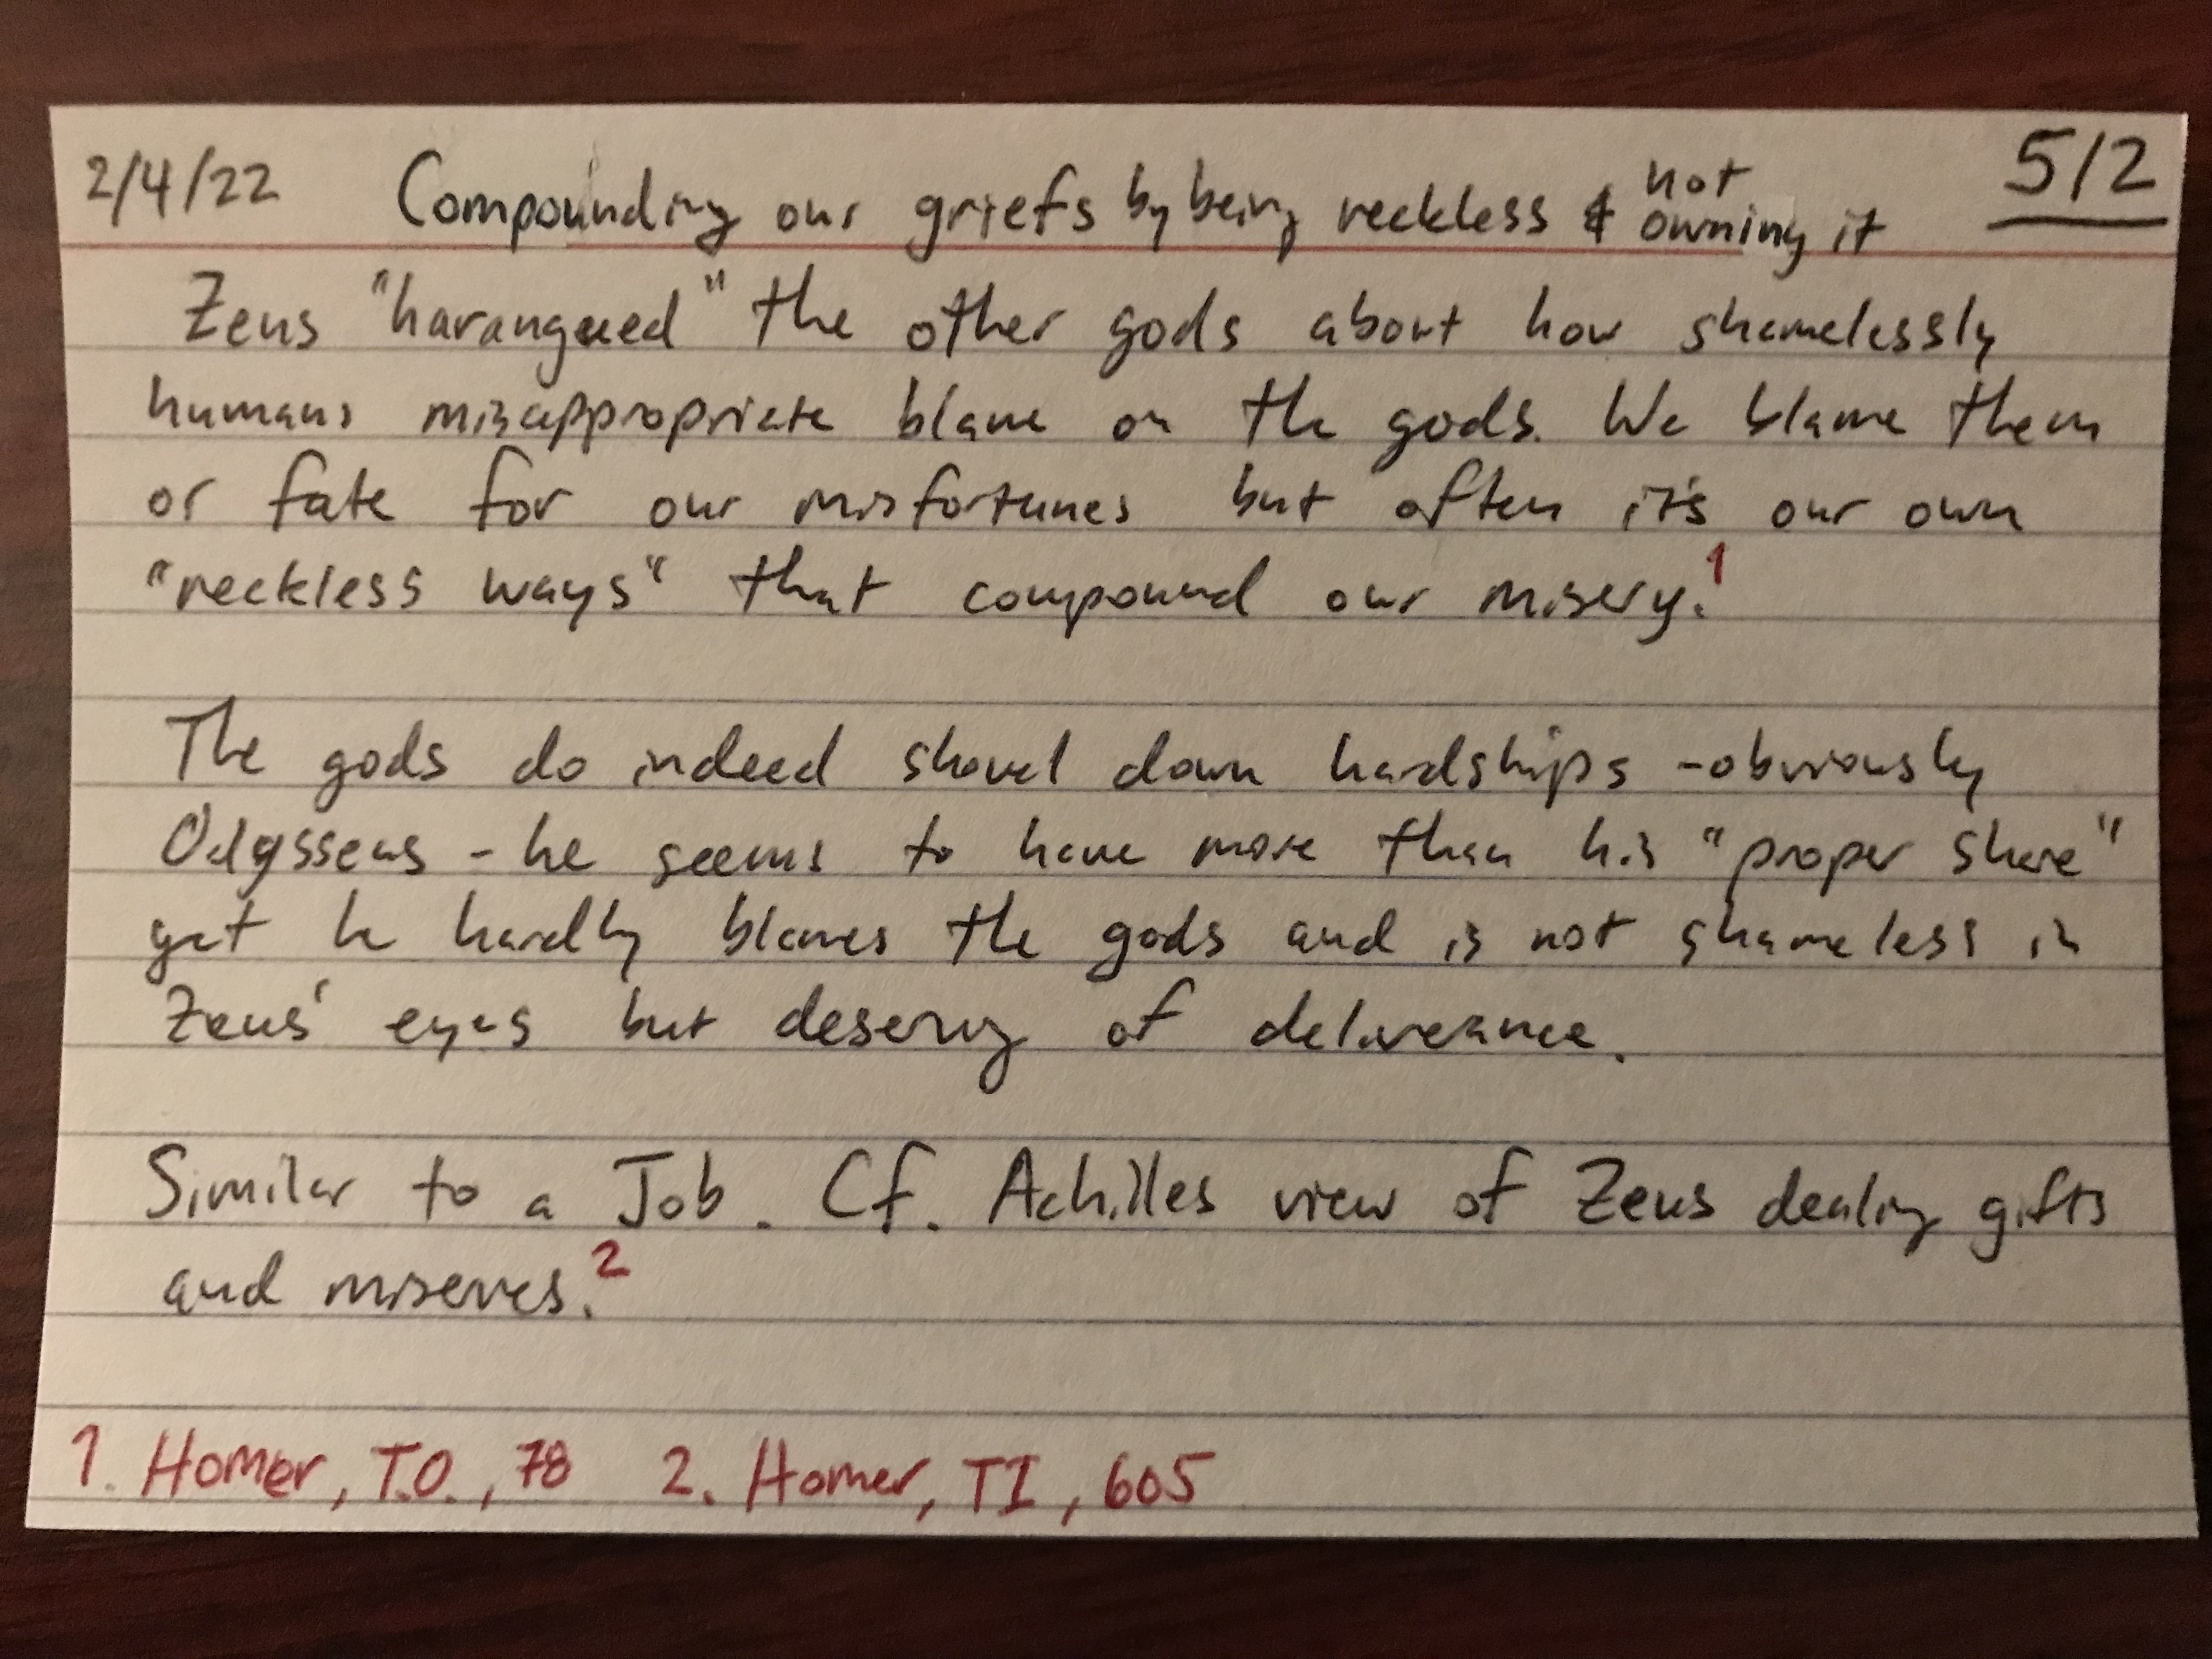 2/4/22 Compounding our griefs by being reckless & not owning it 5/2
Zeus "harangued" the other gods about how shamelessly
humans misappropriate blame on the gods. We blame them
or fate for our misfortunes but often it's our own
"reckless ways" that compound our misery.1
The gods do indeed shovel down hardships - obviously
Odysseus - he seems to have more than his "proper share"
yet he hardly blames the gods and is not shameless in
Zeus' eyes but deserving of deliverance.
Similar to a Job. Cf. Achilles view of Zeus dealing gifts
and miseries.2
1. Homer, T.O., 78 2. Homer, TI, 605